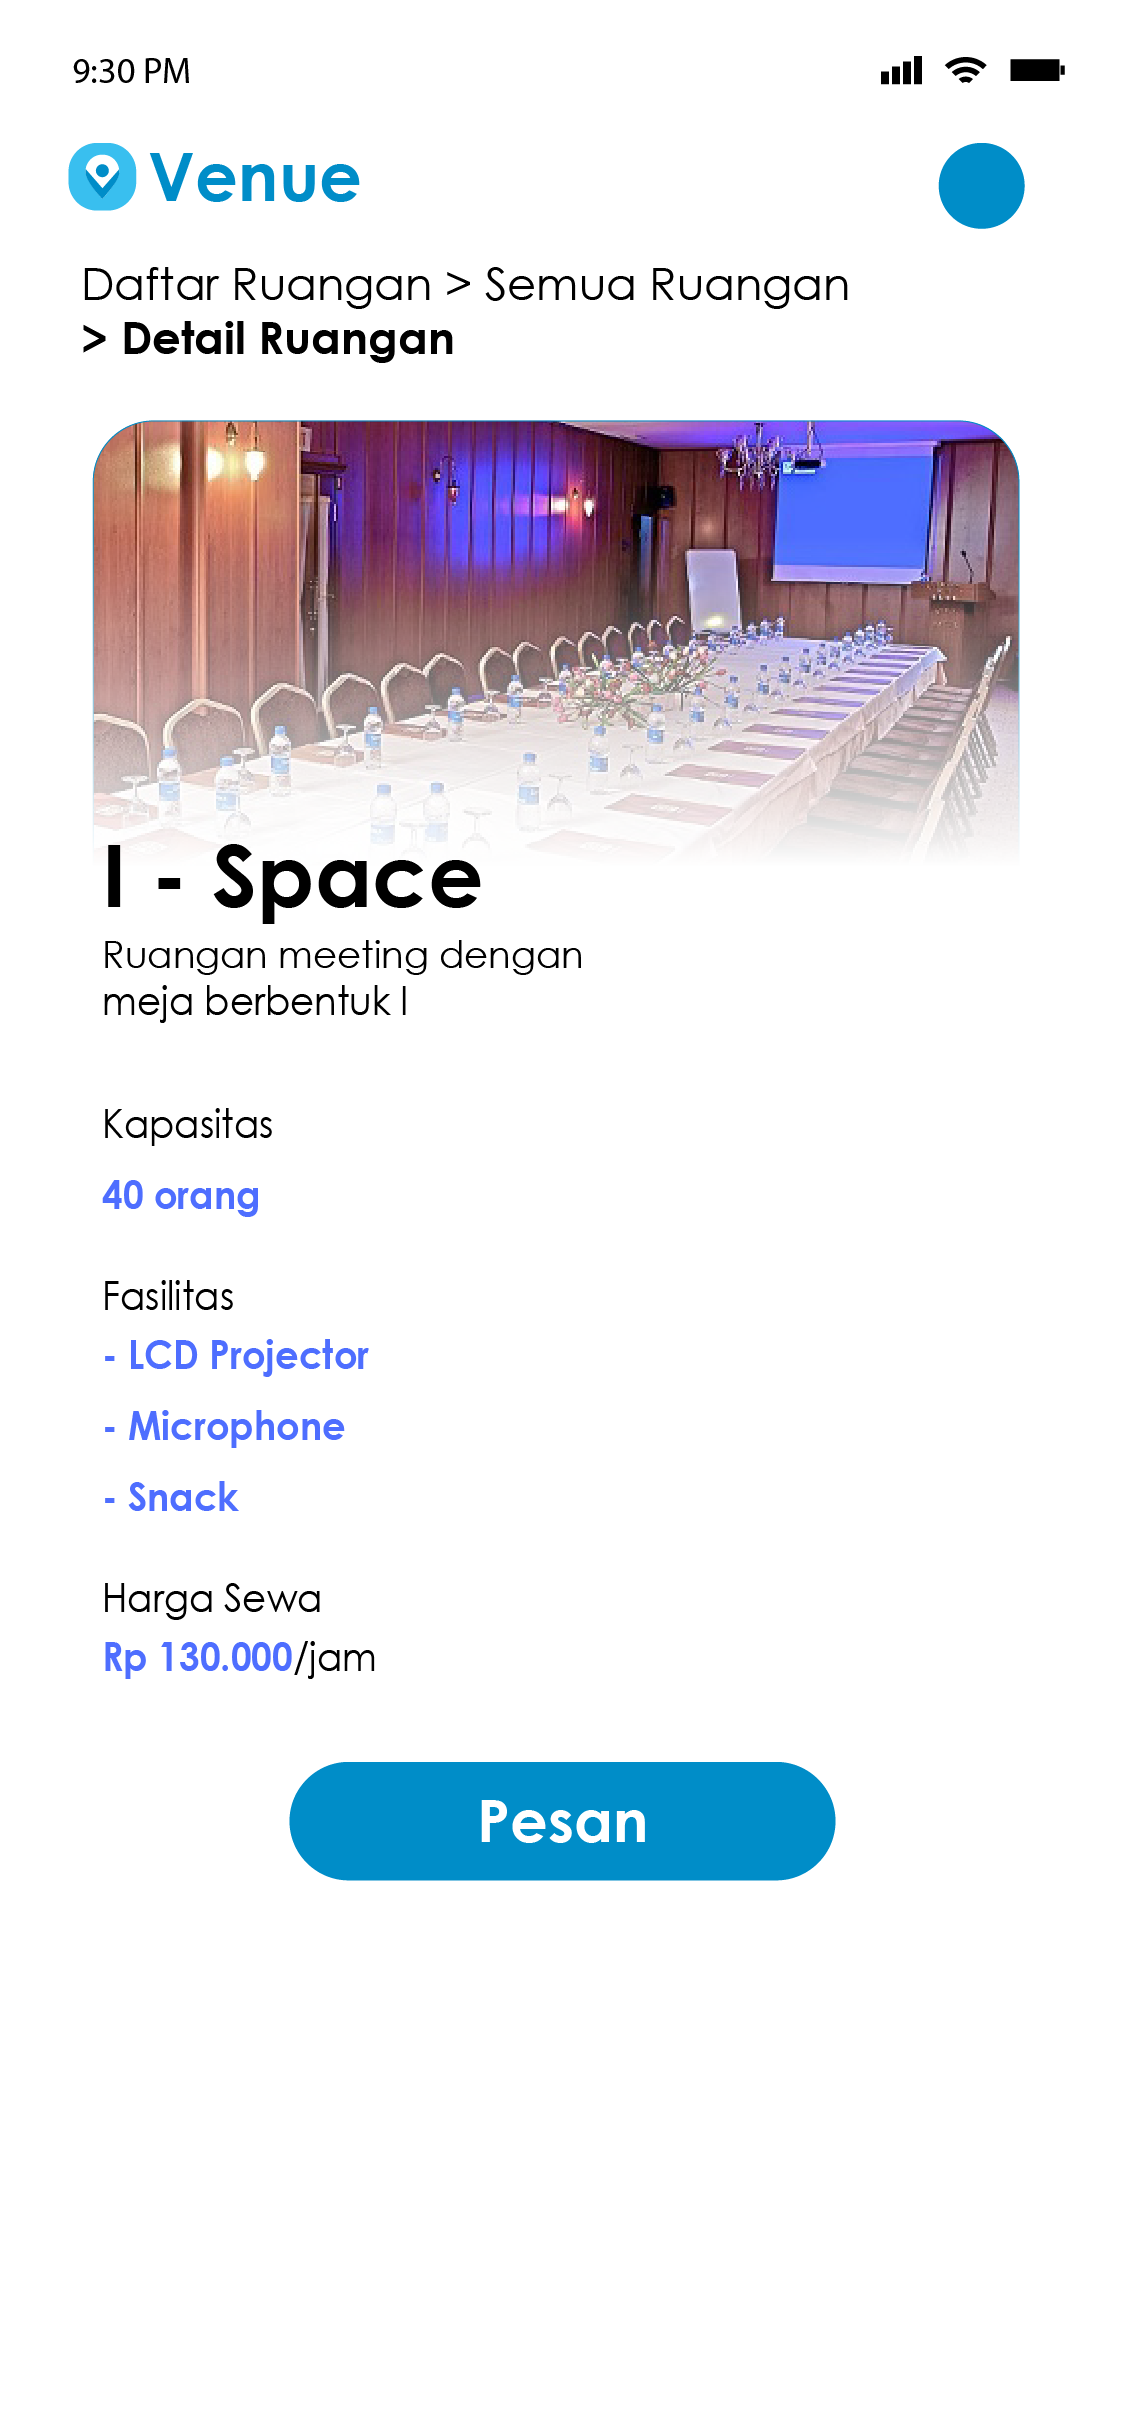 9:30 PM
Venue
Daftar Ruangan > Semua Ruangan
> Detail Ruangan
I - Space
Ruangan meeting dengan
meja berbentuk I
Kapasitas
40 orang
Fasilitas
- LCD Projector
- Microphone
- Snack
Harga Sewa
Rp 130.000/jam
Pesan